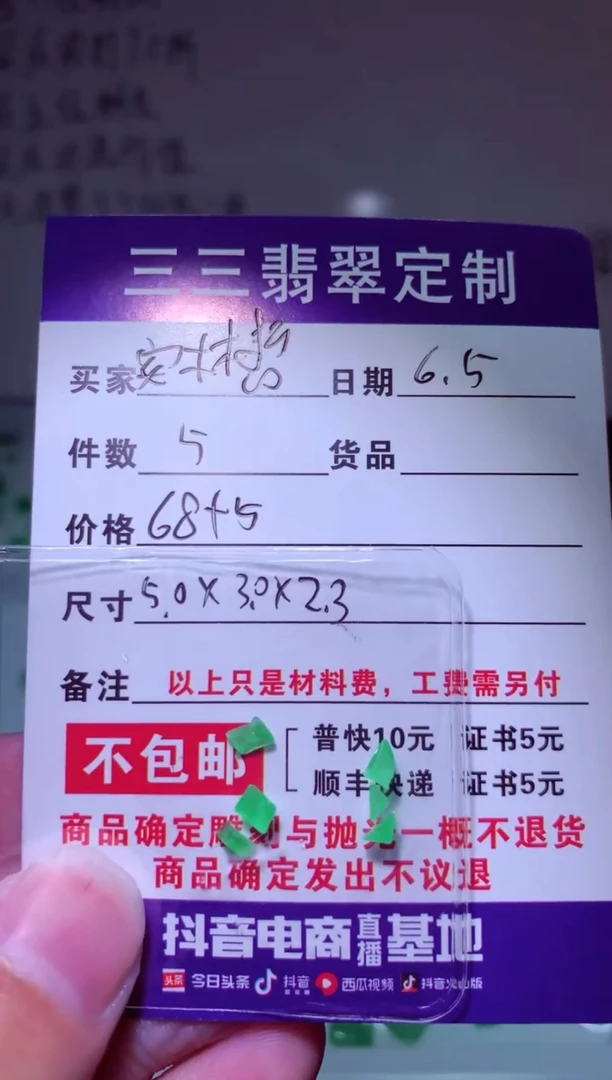 三三翡翠定制
买家 日期 6.5
件数 5 货品
价格 68+5
尺寸 5.0X3.0X2.3
备注 以上只是材料费，工费需另付
不包邮
普快10元 证书5元
顺丰快递 证书5元
商品确定雕刻与抛光一概不退货
商品确定发出不议退
抖音电商直播基地
头条 今日头条 抖音 西瓜视频 抖音火山版